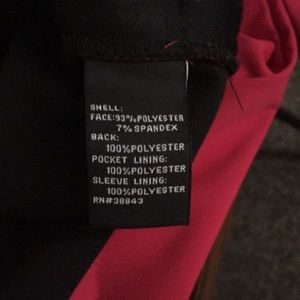 SHELL:
FACE:93%POLYESTER
7%SPANDEX
BACK:
100%POLYESTER
POCKET LINING:
100%POLYESTER
SLEEVE LINING:
100%POLYESTER
RN#38843